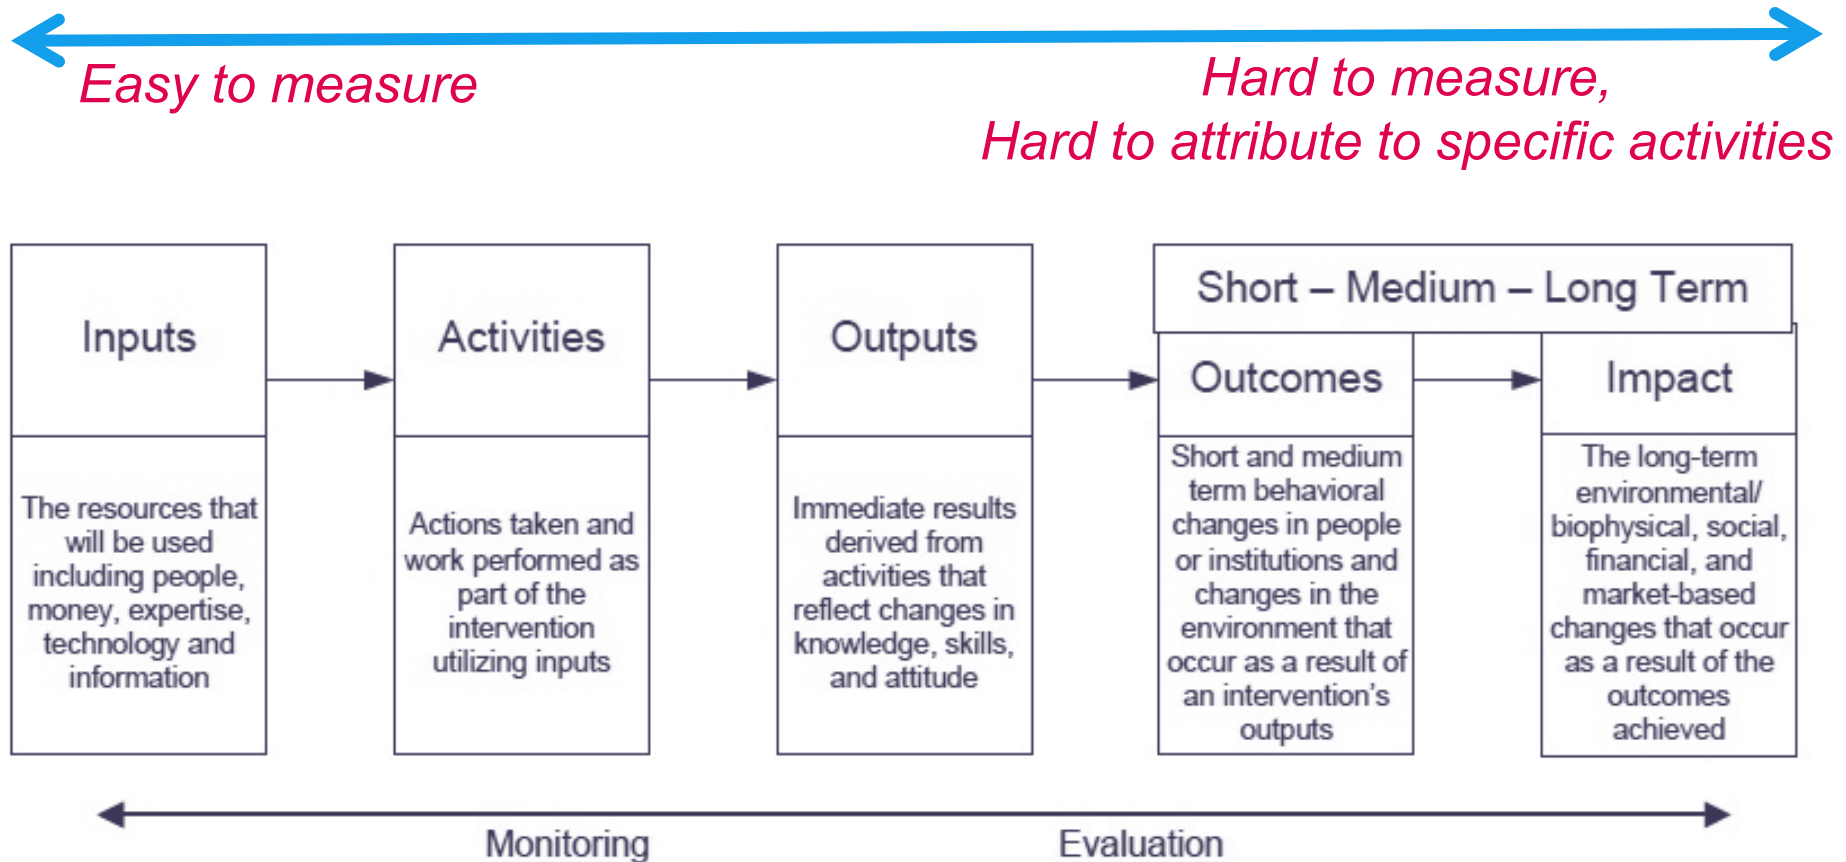 Easy to measure
Hard to measure,
Hard to attribute to specific activities
Inputs
The resources that
will be used
including people,
money, expertise,
technology and
information
Activities
Actions taken and
work performed as
part of the
intervention
utilizing inputs
Outputs
Immediate results
derived from
activities that
reflect changes in
knowledge, skills,
and attitude
Short – Medium – Long Term
Outcomes
Short and medium
term behavioral
changes in people
or institutions and
changes in the
environment that
occur as a result of
an intervention's
outputs
Impact
The long-term
environmental/
biophysical, social,
financial, and
market-based
changes that occur
as a result of the
outcomes
achieved
Monitoring
Evaluation